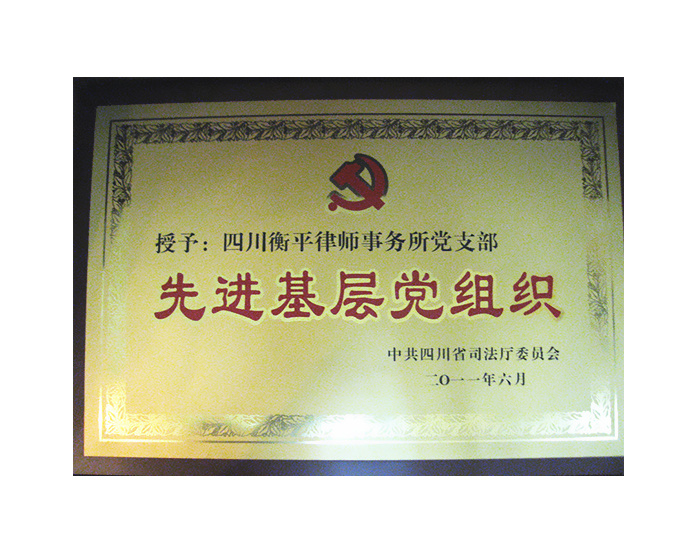 授予：四川衡平律师事务所党支部
先进基层党组织
中共四川省司法厅委员会
二〇一一年六月